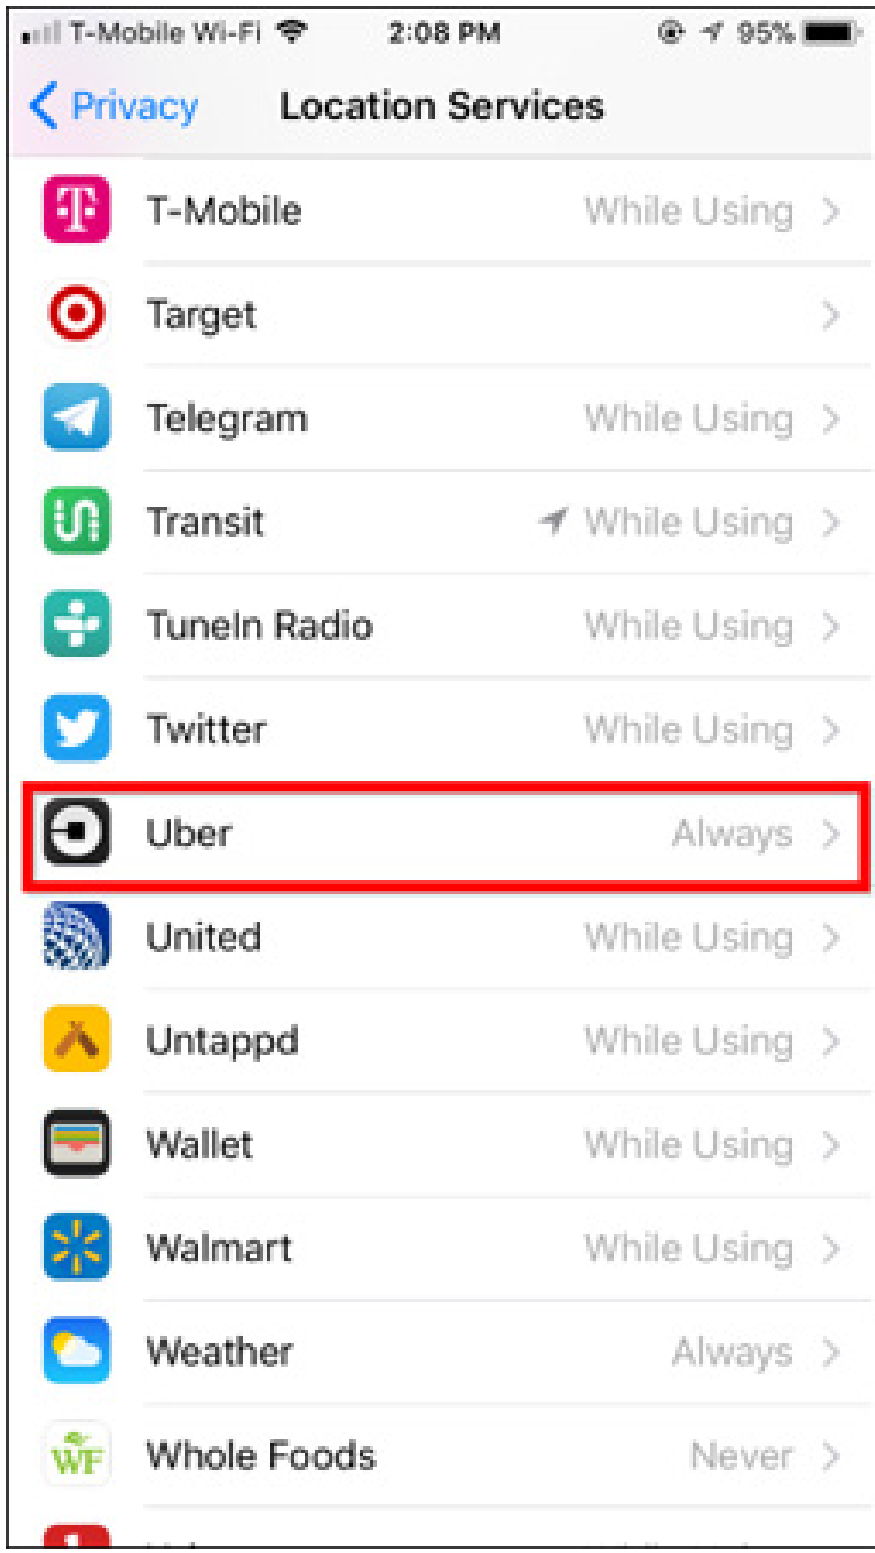 T-Mobile Wi-Fi 2:08 PM 95%
Privacy Location Services
T-Mobile While Using
Target
Telegram While Using
Transit While Using
TuneIn Radio While Using
Twitter While Using
Uber Always
United While Using
Untappd While Using
Wallet While Using
Walmart While Using
Weather Always
WF Whole Foods Never